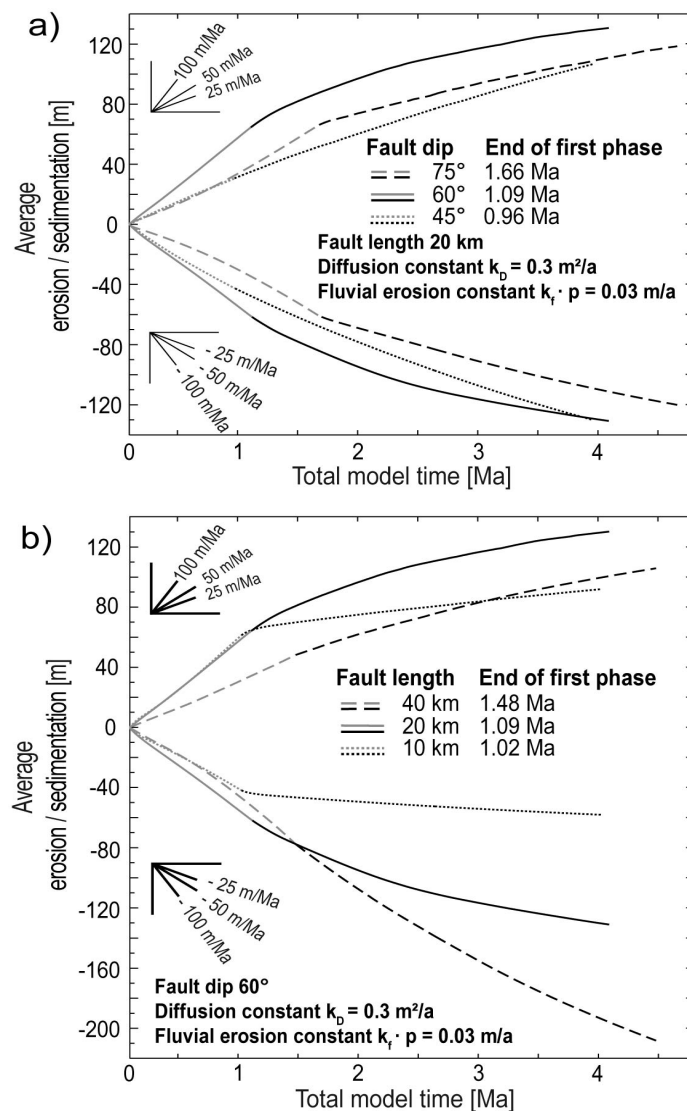 a)
120
80
40
0
-40
-80
-120
Average
erosion / sedimentation [m]
100 m/Ma
50 m/Ma
25 m/Ma
Fault dip End of first phase
75° 1.66 Ma
60° 1.09 Ma
45° 0.96 Ma
Fault length 20 km
Diffusion constant k_D = 0.3 m²/a
Fluvial erosion constant k_f · p = 0.03 m/a
- 25 m/Ma
- 50 m/Ma
- 100 m/Ma
0 1 2 3 4
Total model time [Ma]
b)
120
80
40
0
-40
-80
-120
-160
-200
Average
erosion / sedimentation [m]
100 m/Ma
50 m/Ma
25 m/Ma
Fault length End of first phase
40 km 1.48 Ma
20 km 1.09 Ma
10 km 1.02 Ma
- 25 m/Ma
- 50 m/Ma
- 100 m/Ma
Fault dip 60°
Diffusion constant k_D = 0.3 m²/a
Fluvial erosion constant k_f · p = 0.03 m/a
0 1 2 3 4
Total model time [Ma]